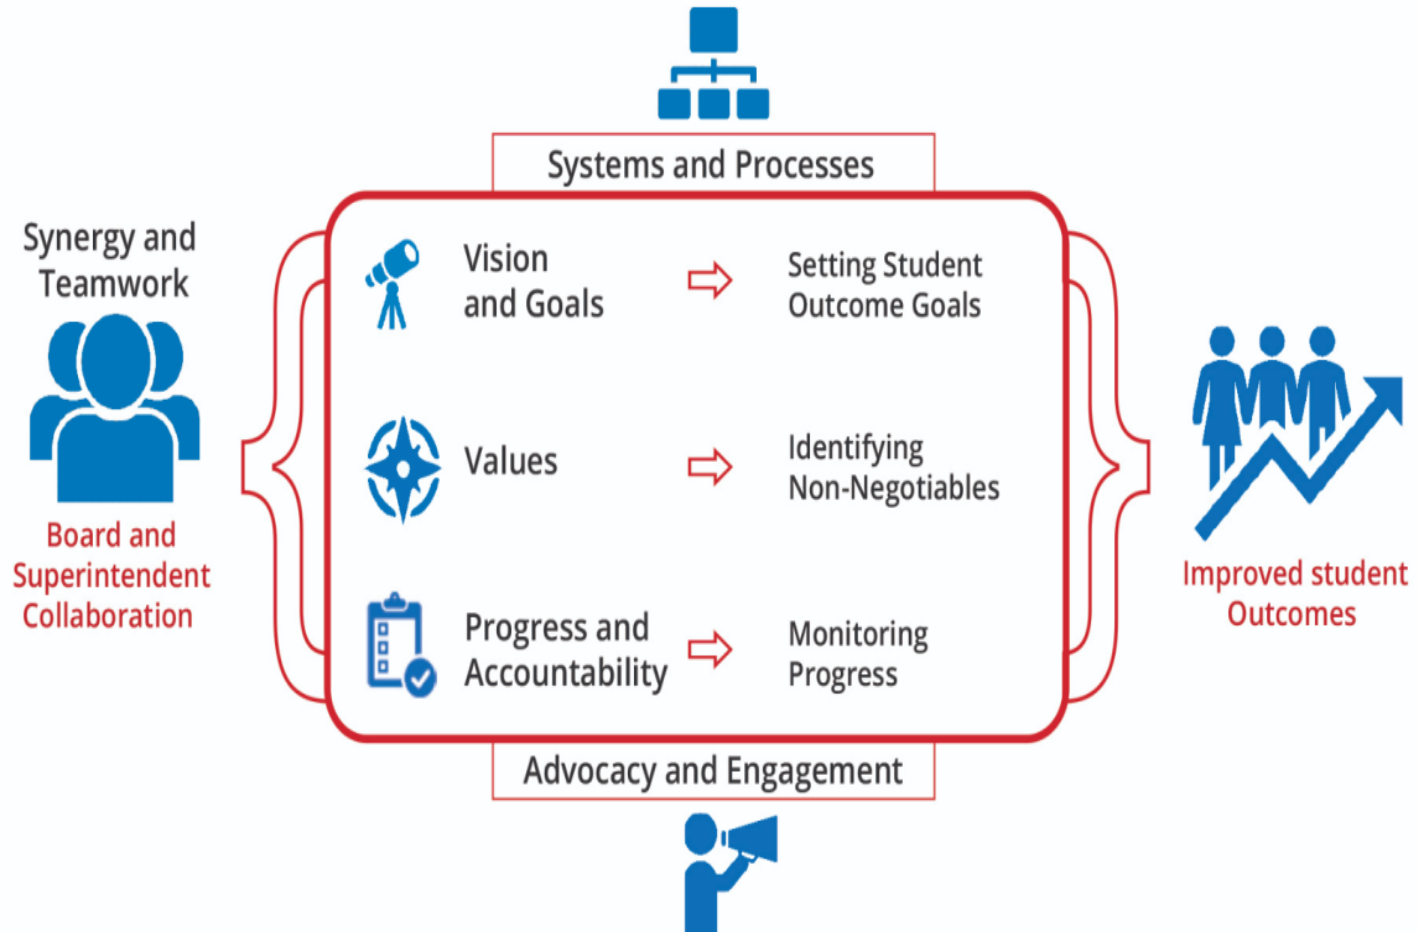 Systems and Processes
Synergy and
Teamwork
Board and
Superintendent
Collaboration
Vision
and Goals
Setting Student
Outcome Goals
Values
Identifying
Non-Negotiables
Progress and
Accountability
Monitoring
Progress
Improved student
Outcomes
Advocacy and Engagement